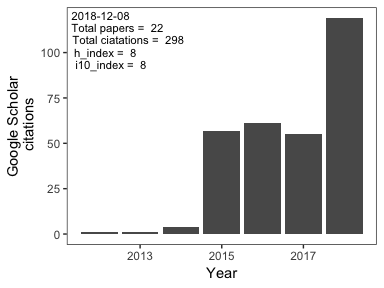 2018-12-08
Total papers = 22
Total ciatations = 298
h_index = 8
i10_index = 8
Google Scholar
citations
100
75
50
25
0
2013
2015
2017
Year